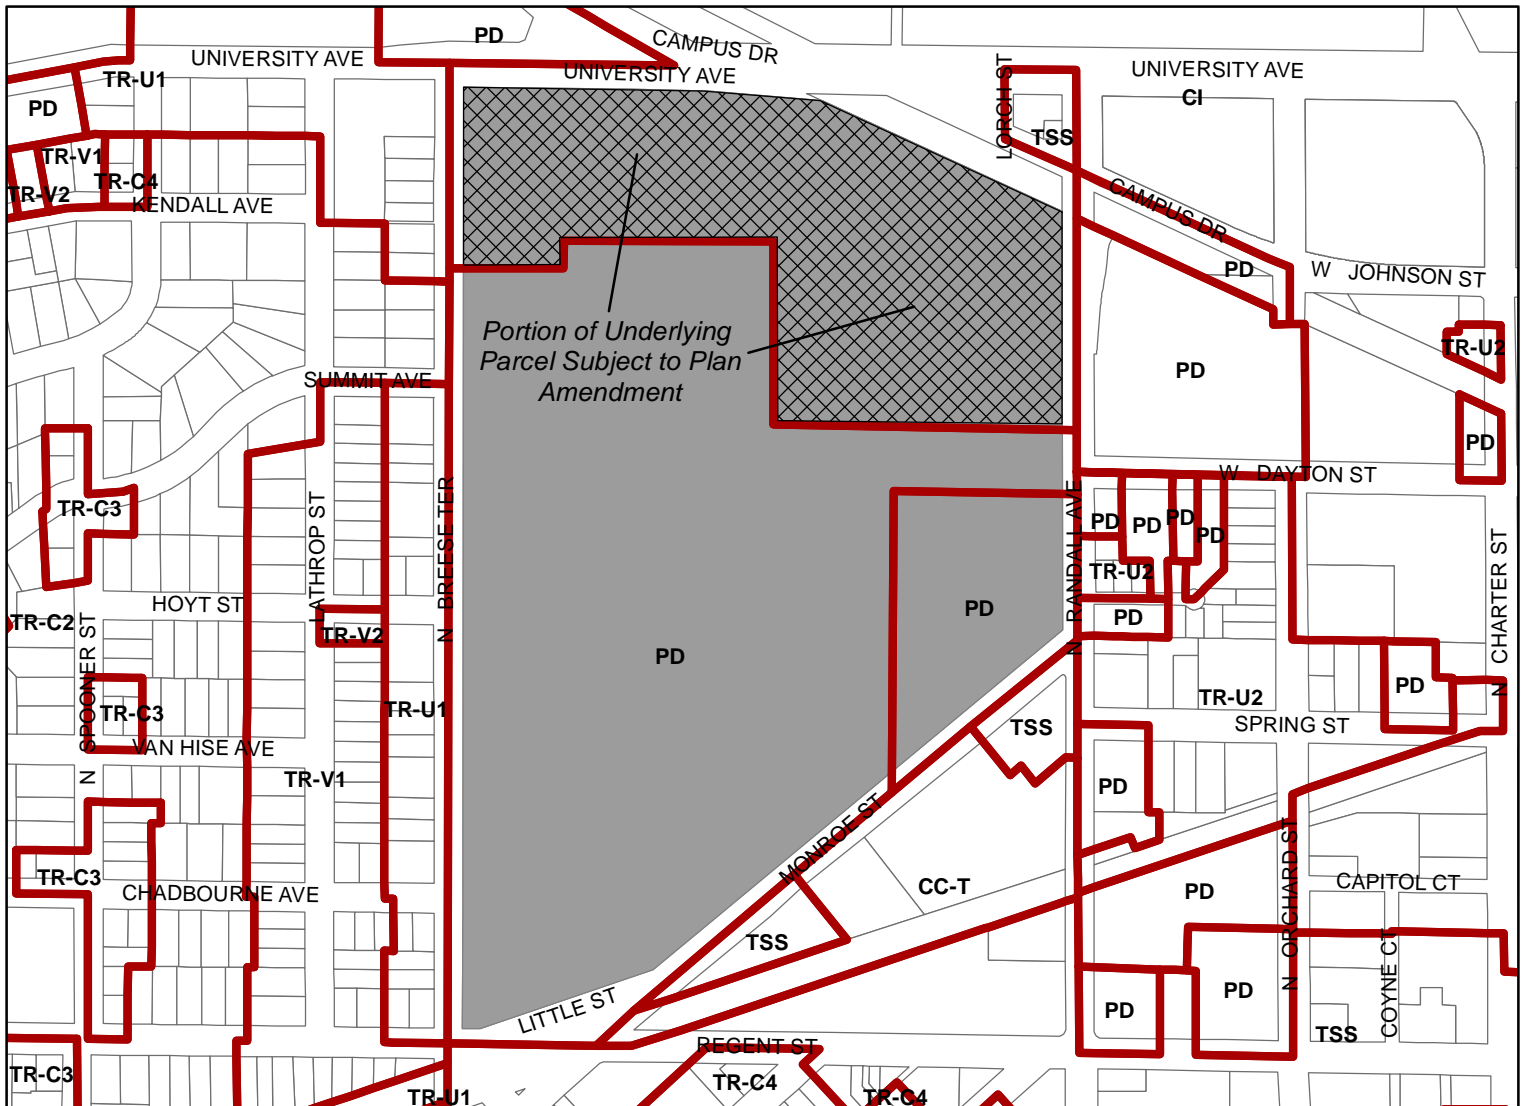 PD
CAMPUS DR
UNIVERSITY AVE
UNIVERSITY AVE
UNIVERSITY AVE
TR-U1
CI
PD
LORCH ST
TSS
TR-V1
TR-C4
TR-V2
KENDALL AVE
CAMPUS DR
PD
W JOHNSON ST
Portion of Underlying
Parcel Subject to Plan
Amendment
TR-U2
PD
SUMMIT AVE
PD
W DAYTON ST
TR-C3
LATHROP ST
N BREESE TER
N RANDALL AVE
PD
PD
PD
PD
TR-U2
N CHARTER ST
HOYT ST
PD
PD
TR-C2
TR-V2
N SPOONER ST
PD
PD
TR-U2
TR-C3
TR-U1
TSS
SPRING ST
VAN HISE AVE
TR-V1
PD
MONROE ST
TR-C3
CHADBOURNE AVE
CC-T
PD
N ORCHARD ST
CAPITOL CT
TSS
COYNE CT
PD
PD
LITTLE ST
TSS
REGENT ST
TR-C3
TR-C4
TR-U1
TR-C4